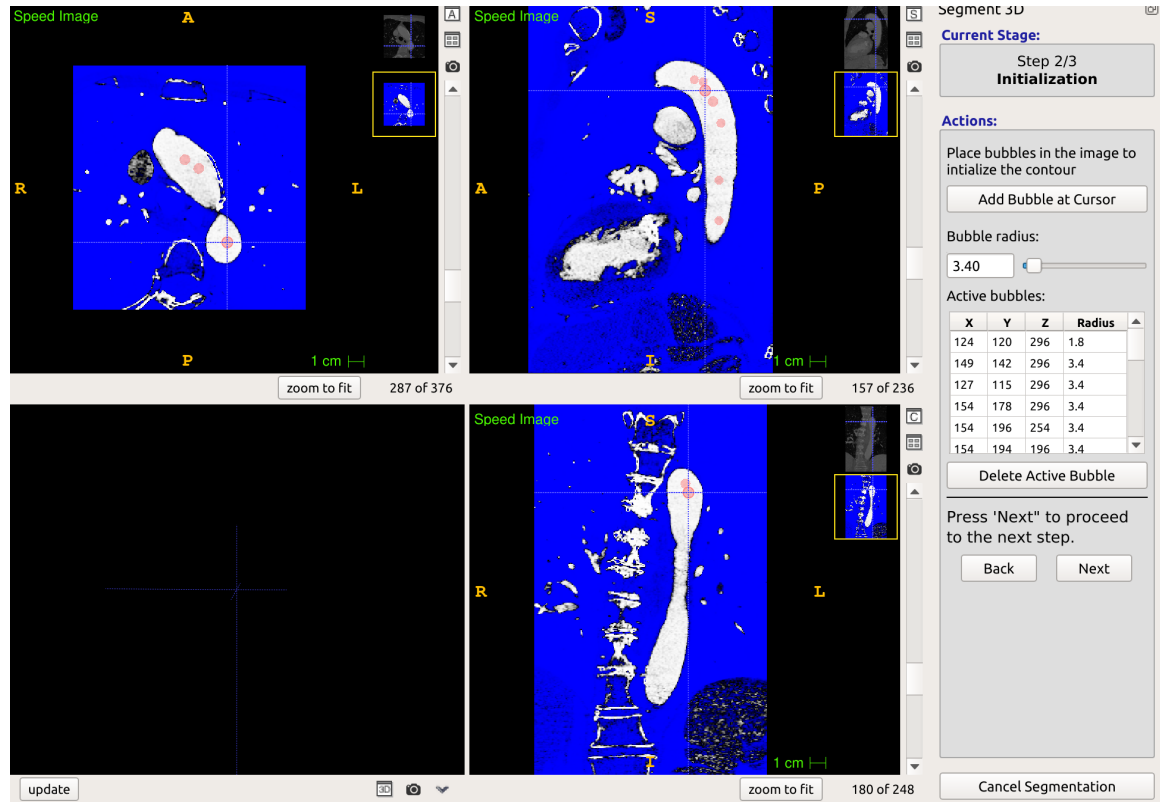 Speed Image
A
R
L
P
1 cm
zoom to fit
287 of 376
A
Speed Image
S
A
P
I
1 cm
zoom to fit
157 of 236
S
update
3D
Speed Image
S
R
L
I
1 cm
zoom to fit
180 of 248
C
Segment 3D
Current Stage:
Step 2/3
Initialization
Actions:
Place bubbles in the image to
intialize the contour
Add Bubble at Cursor
Bubble radius:
3.40
Active bubbles:
X Y Z Radius
124 120 296 1.8
149 142 296 3.4
127 115 296 3.4
154 178 296 3.4
154 196 254 3.4
154 194 196 3.4
Delete Active Bubble
Press 'Next" to proceed
to the next step.
Back Next
Cancel Segmentation